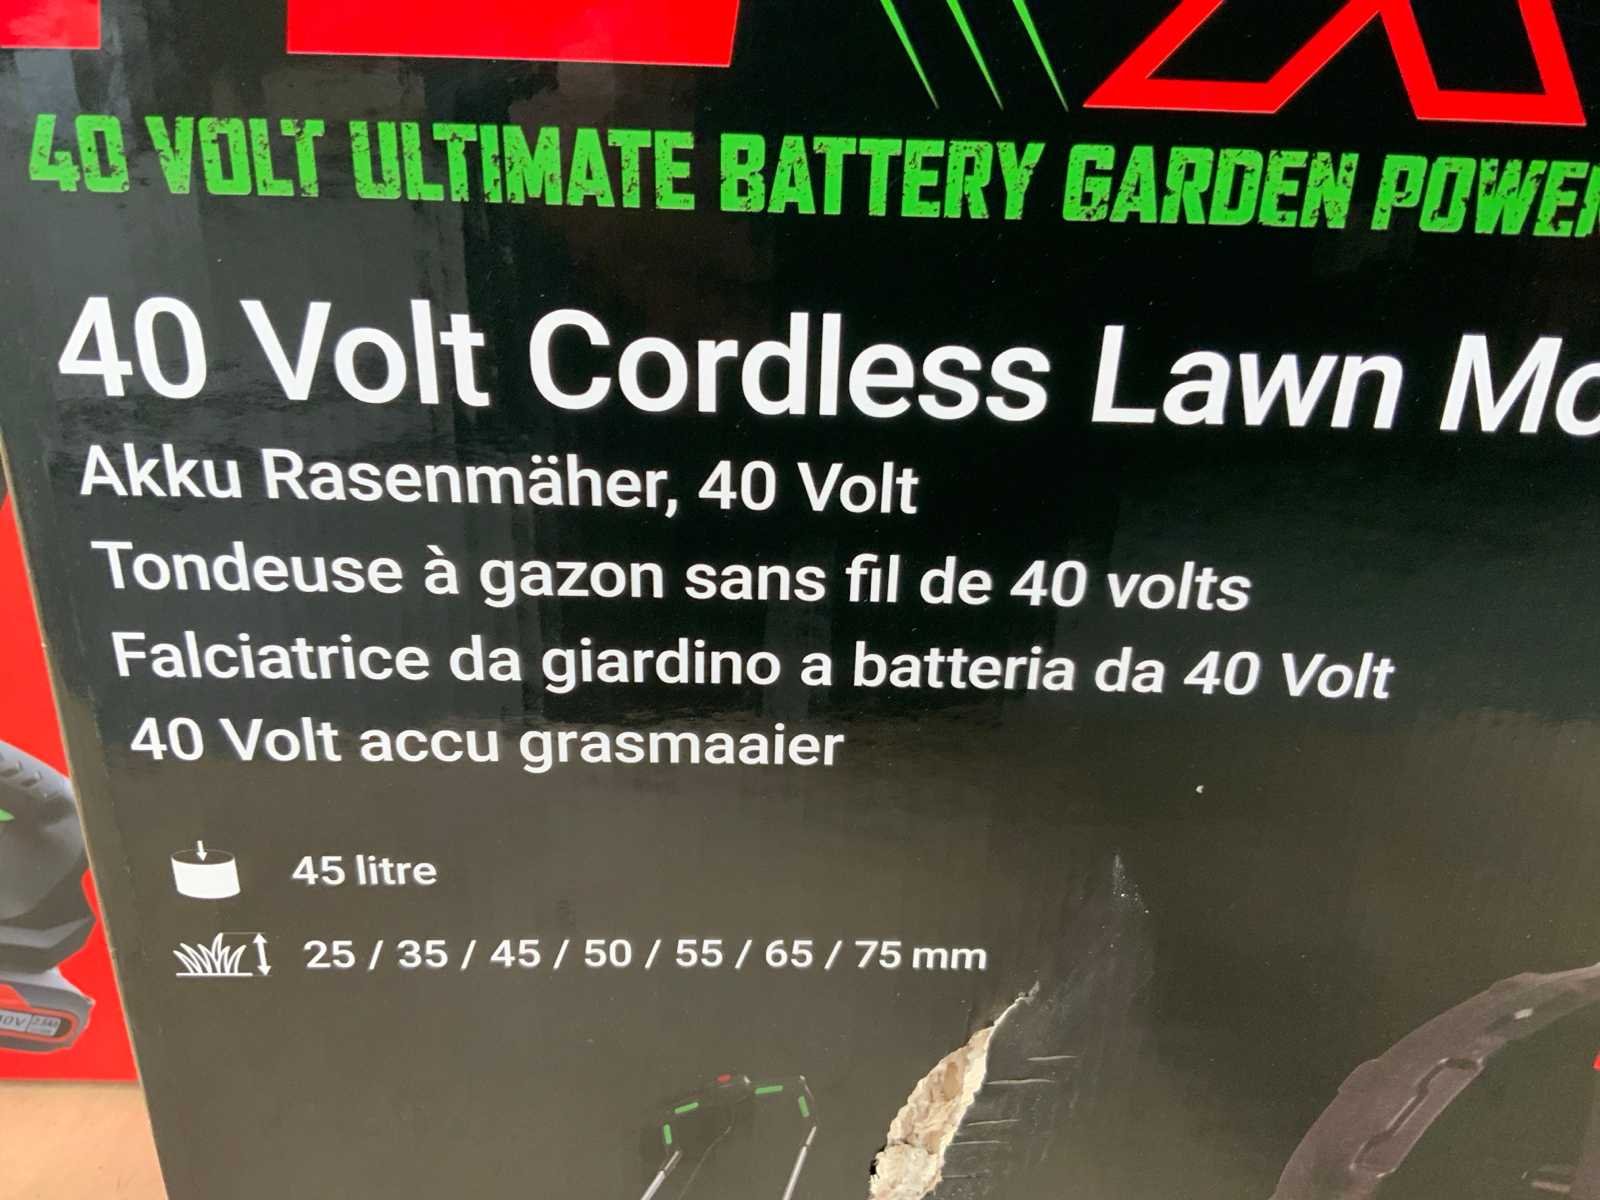 40 VOLT ULTIMATE BATTERY GARDEN POWER
40 Volt Cordless Lawn
Akku Rasenmäher, 40 Volt
Tondeuse à gazon sans fil de 40 volts
Falciatrice da giardino a batteria da 40 Volt
40 Volt accu grasmaaier
45 litre
25 / 35 / 45 / 50 / 55 / 65 / 75 mm